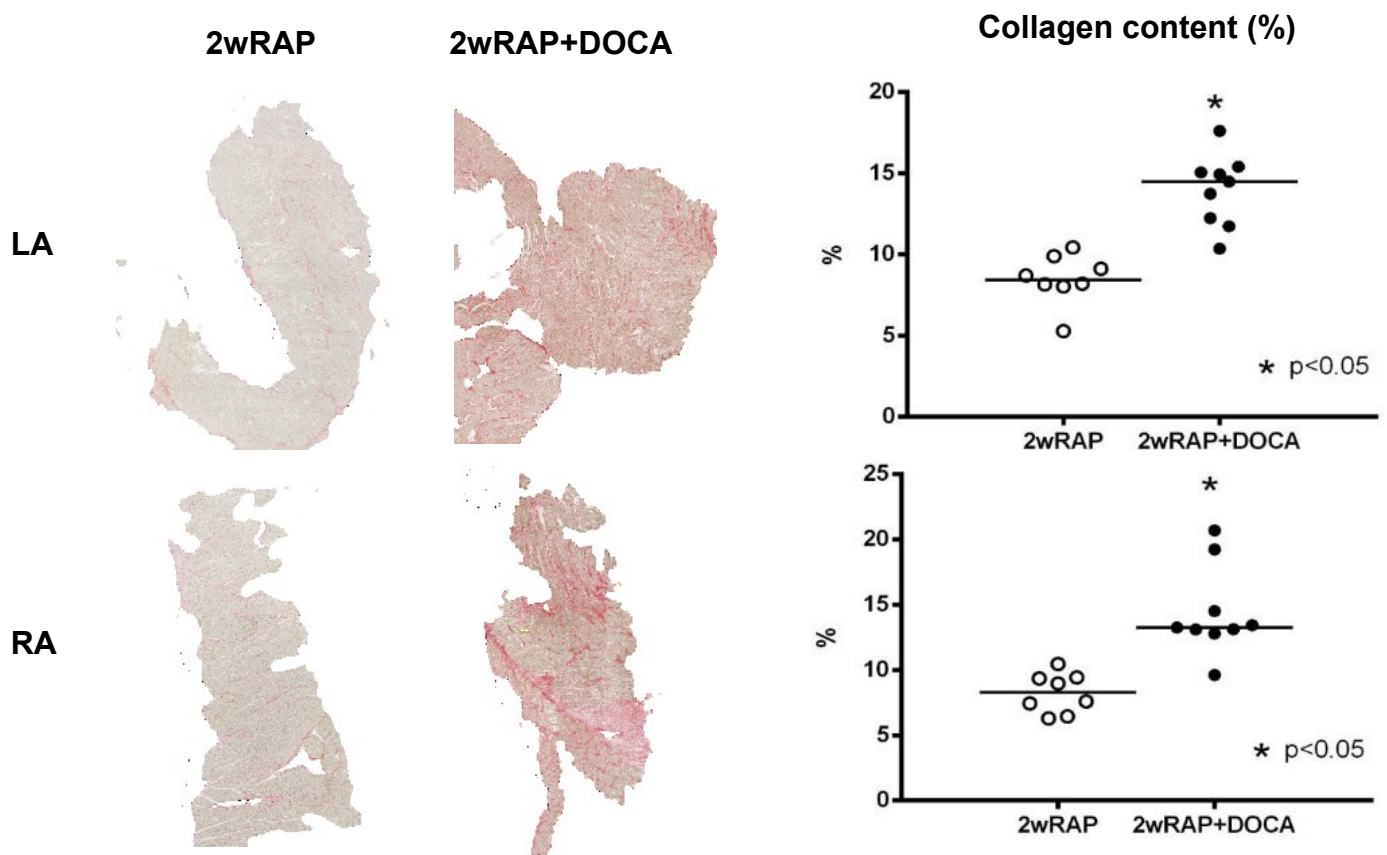 2wRAP
2wRAP+DOCA
Collagen content (%)
LA
20
15
10
5
0
%
*
* p<0.05
2wRAP
2wRAP+DOCA
RA
25
20
15
10
5
0
%
*
* p<0.05
2wRAP
2wRAP+DOCA